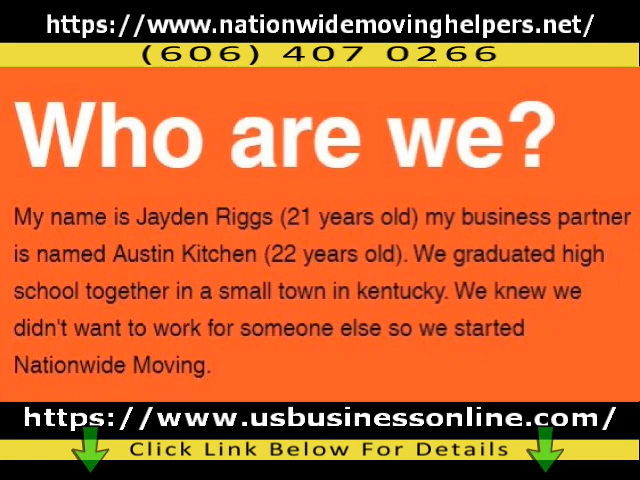 https://www.nationwidemovinghelpers.net/
(606) 407 0266
Who are we?
My name is Jayden Riggs (21 years old) my business partner
is named Austin Kitchen (22 years old). We graduated high
school together in a small town in kentucky. We knew we
didn't want to work for someone else so we started
Nationwide Moving.
https://www.usbusinessonline.com/
Click Link Below For Details